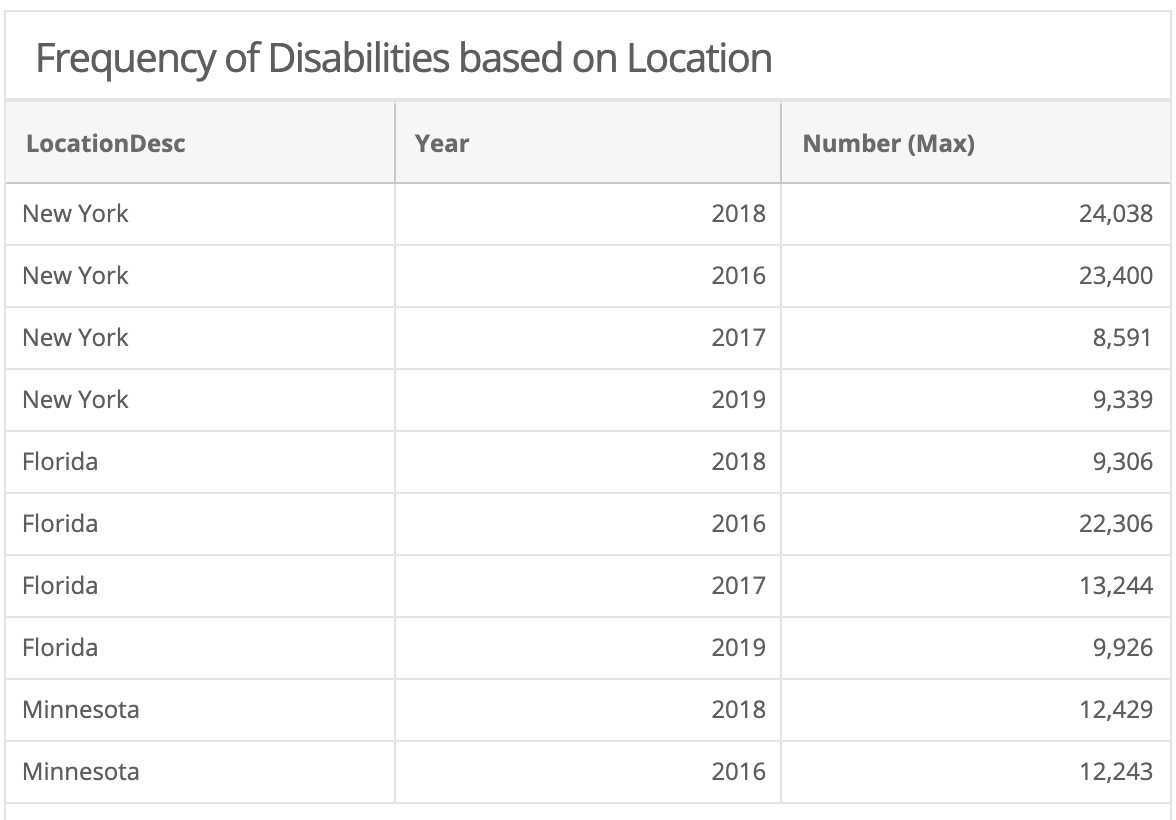 Frequency of Disabilities based on Location
LocationDesc Year Number (Max)
New York 2018 24,038
New York 2016 23,400
New York 2017 8,591
New York 2019 9,339
Florida 2018 9,306
Florida 2016 22,306
Florida 2017 13,244
Florida 2019 9,926
Minnesota 2018 12,429
Minnesota 2016 12,243